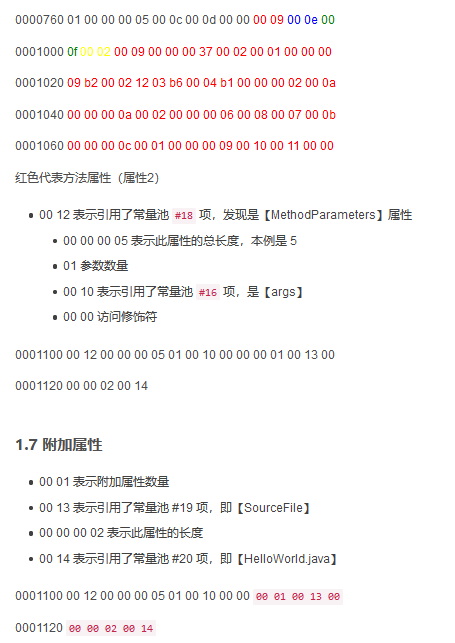 0000760 01 00 00 00 05 00 0c 00 0d 00 00 00 09 00 0e 00
0001000 0f 00 02 00 09 00 00 00 37 00 02 00 01 00 00 00
0001020 09 b2 00 02 12 03 b6 00 04 b1 00 00 00 02 00 0a
0001040 00 00 00 0a 00 02 00 00 00 06 00 08 00 07 00 0b
0001060 00 00 00 0c 00 01 00 00 00 09 00 10 00 11 00 00
红色代表方法属性（属性2）
• 00 12 表示引用了常量池 #18 项，发现是【MethodParameters】属性
• 00 00 00 05 表示此属性的总长度，本例是 5
• 01 参数数量
• 00 10 表示引用了常量池 #16 项，是【args】
• 00 00 访问修饰符
0001100 00 12 00 00 00 05 01 00 10 00 00 00 01 00 13 00
0001120 00 00 02 00 14
1.7 附加属性
• 00 01 表示附加属性数量
• 00 13 表示引用了常量池 #19 项，即【SourceFile】
• 00 00 00 02 表示此属性的长度
• 00 14 表示引用了常量池 #20 项，即【HelloWorld.java】
0001100 00 12 00 00 00 05 01 00 10 00 00 00 01 00 13 00
0001120 00 00 02 00 14